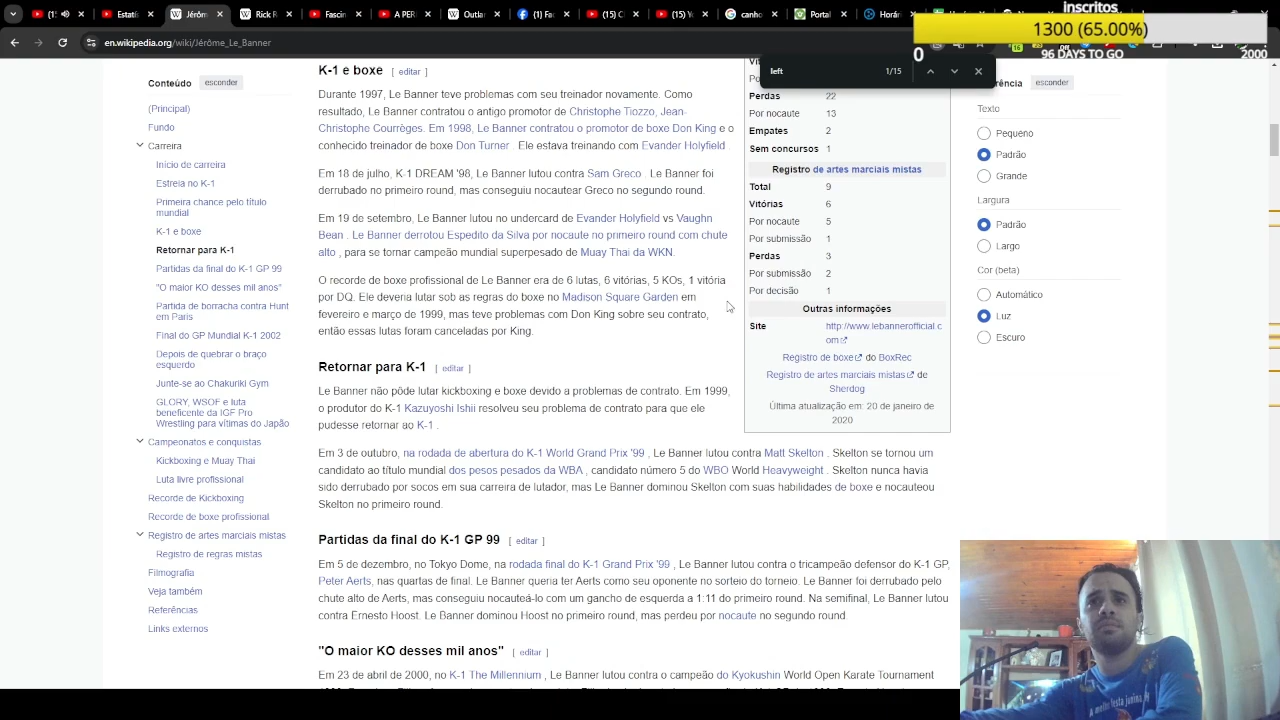 Estatís
Jérôm
Rick R
Fascin
A PER
Outlan
(1) Fac
(15) C
(15) Y
canho
Portal
Horár
inscritos
1300 (65.00%)
0
96 DAYS TO GO
2000
en.wikipedia.org/wiki/Jérôme_Le_Banner
left
1/15
Conteúdo
esconder
(Principal)
Fundo
Carreira
Início de carreira
Estreia no K-1
Primeira chance pelo título
mundial
K-1 e boxe
Retornar para K-1
Partidas da final do K-1 GP 99
"O maior KO desses mil anos"
Partida de borracha contra Hunt
em Paris
Final do GP Mundial K-1 2002
Depois de quebrar o braço
esquerdo
Junte-se ao Chakuriki Gym
GLORY, WSOF e luta
beneficente da IGF Pro
Wrestling para vítimas do Japão
Campeonatos e conquistas
Kickboxing e Muay Thai
Luta livre profissional
Recorde de Kickboxing
Recorde de boxe profissional
Registro de artes marciais mistas
Registro de regras mistas
Filmografia
Veja também
Referências
Links externos
K-1 e boxe [ editar ]
Durante 1997, Le Banner teve problemas com seu treinador novamente. Como
resultado, Le Banner contratou o antigo promotor de Christophe Tiozzo, Jean-
Christophe Courrèges. Em 1998, Le Banner contratou o promotor de boxe Don King e o
conhecido treinador de boxe Don Turner . Ele estava treinando com Evander Holyfield .
Em 18 de julho, K-1 DREAM '98, Le Banner lutou contra Sam Greco . Le Banner foi
derrubado no primeiro round, mas conseguiu nocautear Greco no segundo round.
Em 19 de setembro, Le Banner lutou no undercard de Evander Holyfield vs Vaughn
Bean . Le Banner derrotou Espedito da Silva por nocaute no primeiro round com chute
alto , para se tornar campeão mundial superpesado de Muay Thai da WKN.
O recorde de boxe profissional de Le Banner era de 6 lutas, 6 vitórias, 5 KOs, 1 vitória
por DQ. Ele deveria lutar sob as regras do boxe no Madison Square Garden em
fevereiro e março de 1999, mas teve problemas com Don King sobre seu contrato,
então essas lutas foram canceladas por King.
Retornar para K-1 [ editar ]
Le Banner não pôde lutar kickboxing e boxe devido a problemas de contrato. Em 1999,
o produtor do K-1 Kazuyoshi Ishii resolveu seu problema de contrato para que ele
pudesse retornar ao K-1 .
Em 3 de outubro, na rodada de abertura do K-1 World Grand Prix '99 , Le Banner lutou contra Matt Skelton . Skelton se tornou um
candidato ao título mundial dos pesos pesados da WBA , candidato número 5 do WBO World Heavyweight . Skelton nunca havia
sido derrubado por socos em sua carreira de lutador, mas Le Banner dominou Skelton com suas habilidades de boxe e nocauteou
Skelton no primeiro round.
Partidas da final do K-1 GP 99 [ editar ]
Em 5 de dezembro, no Tokyo Dome, na rodada final do K-1 Grand Prix '99 , Le Banner lutou contra o tricampeão defensor do K-1 GP,
Peter Aerts, nas quartas de final. Le Banner queria ter Aerts como seu oponente no sorteio do torneio. Le Banner foi derrubado pelo
chute alto de Aerts, mas conseguiu nocauteá-lo com um gancho de esquerda a 1:11 do primeiro round. Na semifinal, Le Banner lutou
contra Ernesto Hoost. Le Banner dominou Hoost no primeiro round, mas perdeu por nocaute no segundo round.
"O maior KO desses mil anos" [ editar ]
Em 23 de abril de 2000, no K-1 The Millennium , Le Banner lutou contra o campeão do Kyokushin World Open Karate Tournament
Perdas 22
Por nocaute 13
Empates 2
Sem concursos 1
Registro de artes marciais mistas
Total 9
Vitórias 6
Por nocaute 5
Por submissão 1
Perdas 3
Por submissão 2
Por decisão 1
Outras informações
Site http://www.lebannerofficial.c
om
Registro de boxe do BoxRec
Registro de artes marciais mistas de
Sherdog
Última atualização em: 20 de janeiro de
2020
rência
esconder
Texto
Pequeno
Padrão
Grande
Largura
Padrão
Largo
Cor (beta)
Automático
Luz
Escuro